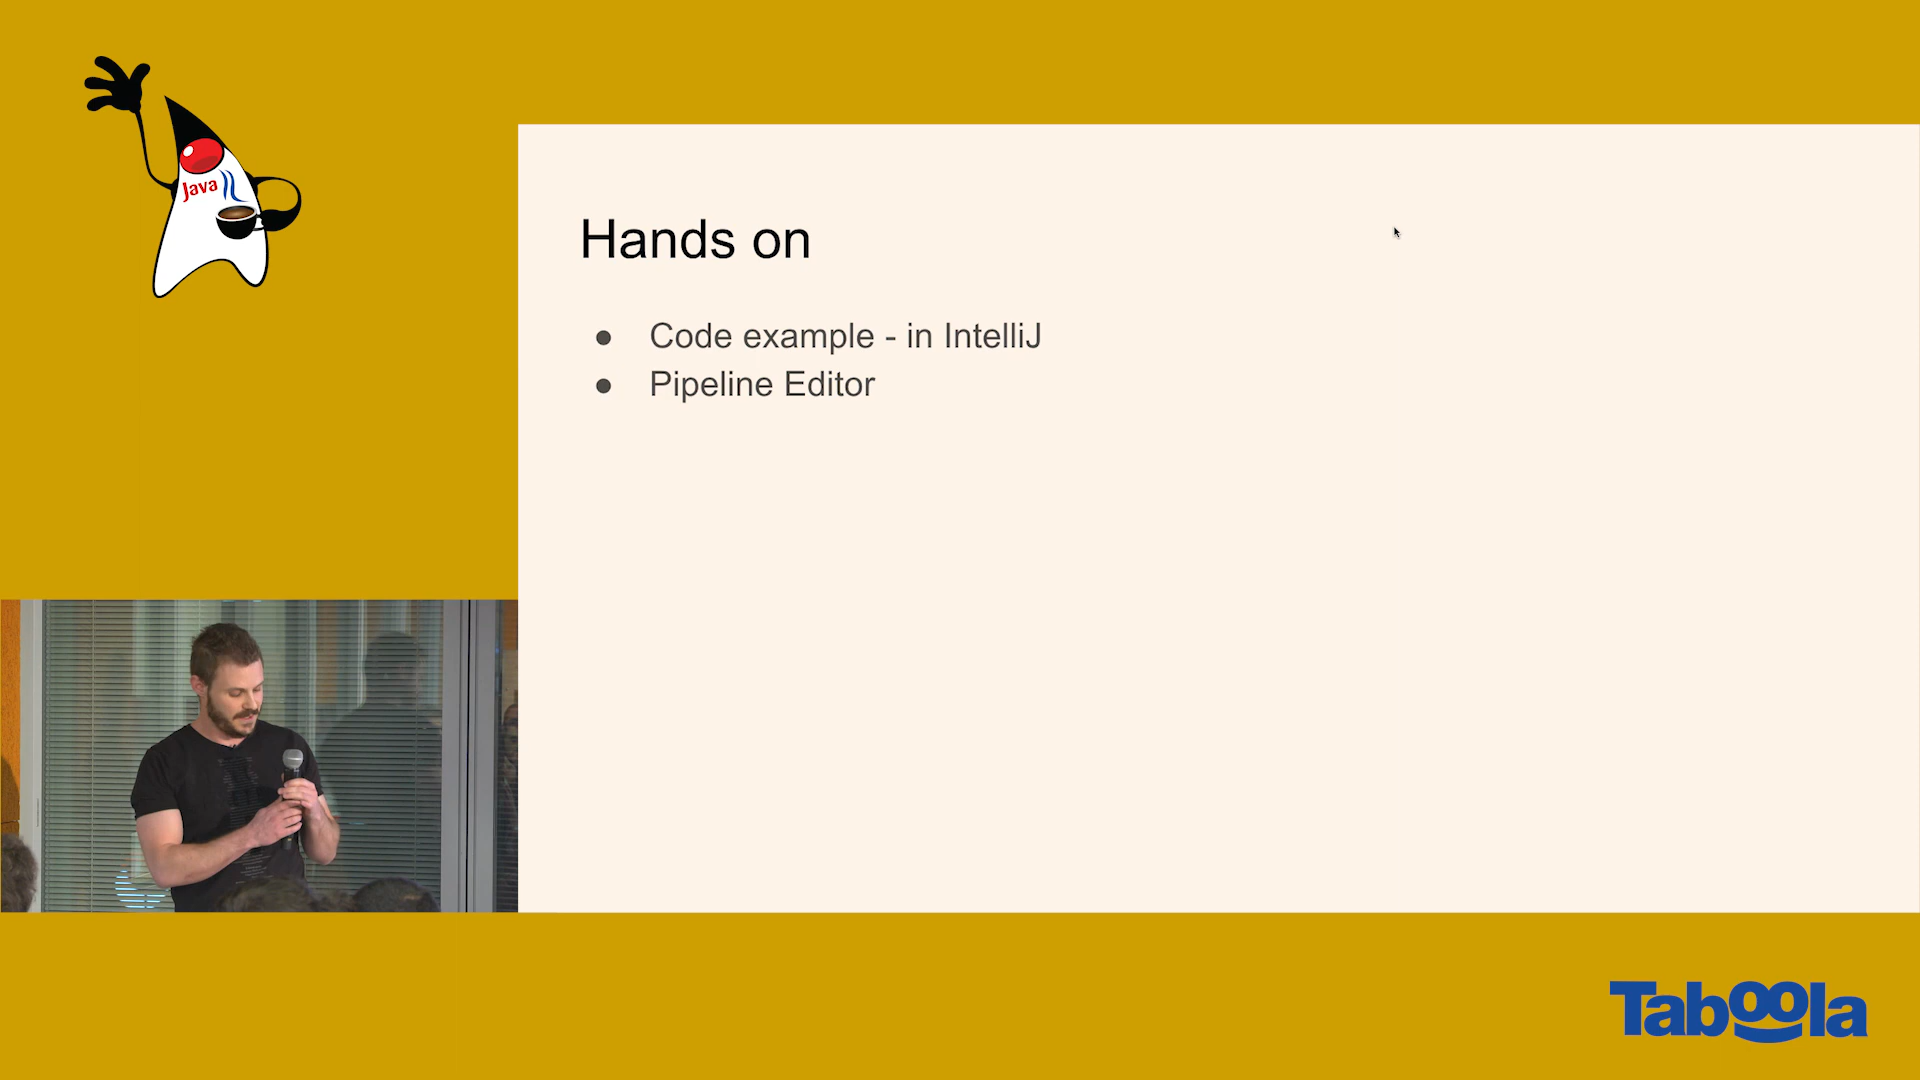 Java
Hands on
Code example - in IntelliJ
Pipeline Editor
Taboola